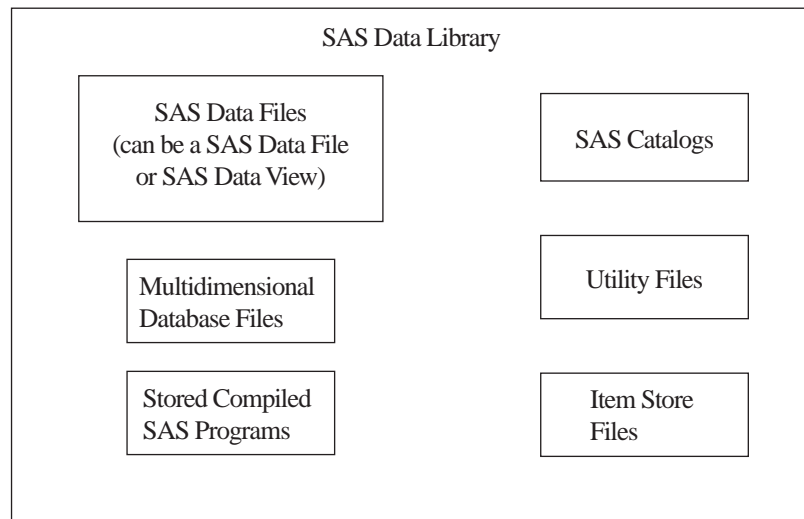 SAS Data Library
SAS Data Files
(can be a SAS Data File
or SAS Data View)
SAS Catalogs
Multidimensional
Database Files
Utility Files
Stored Compiled
SAS Programs
Item Store
Files